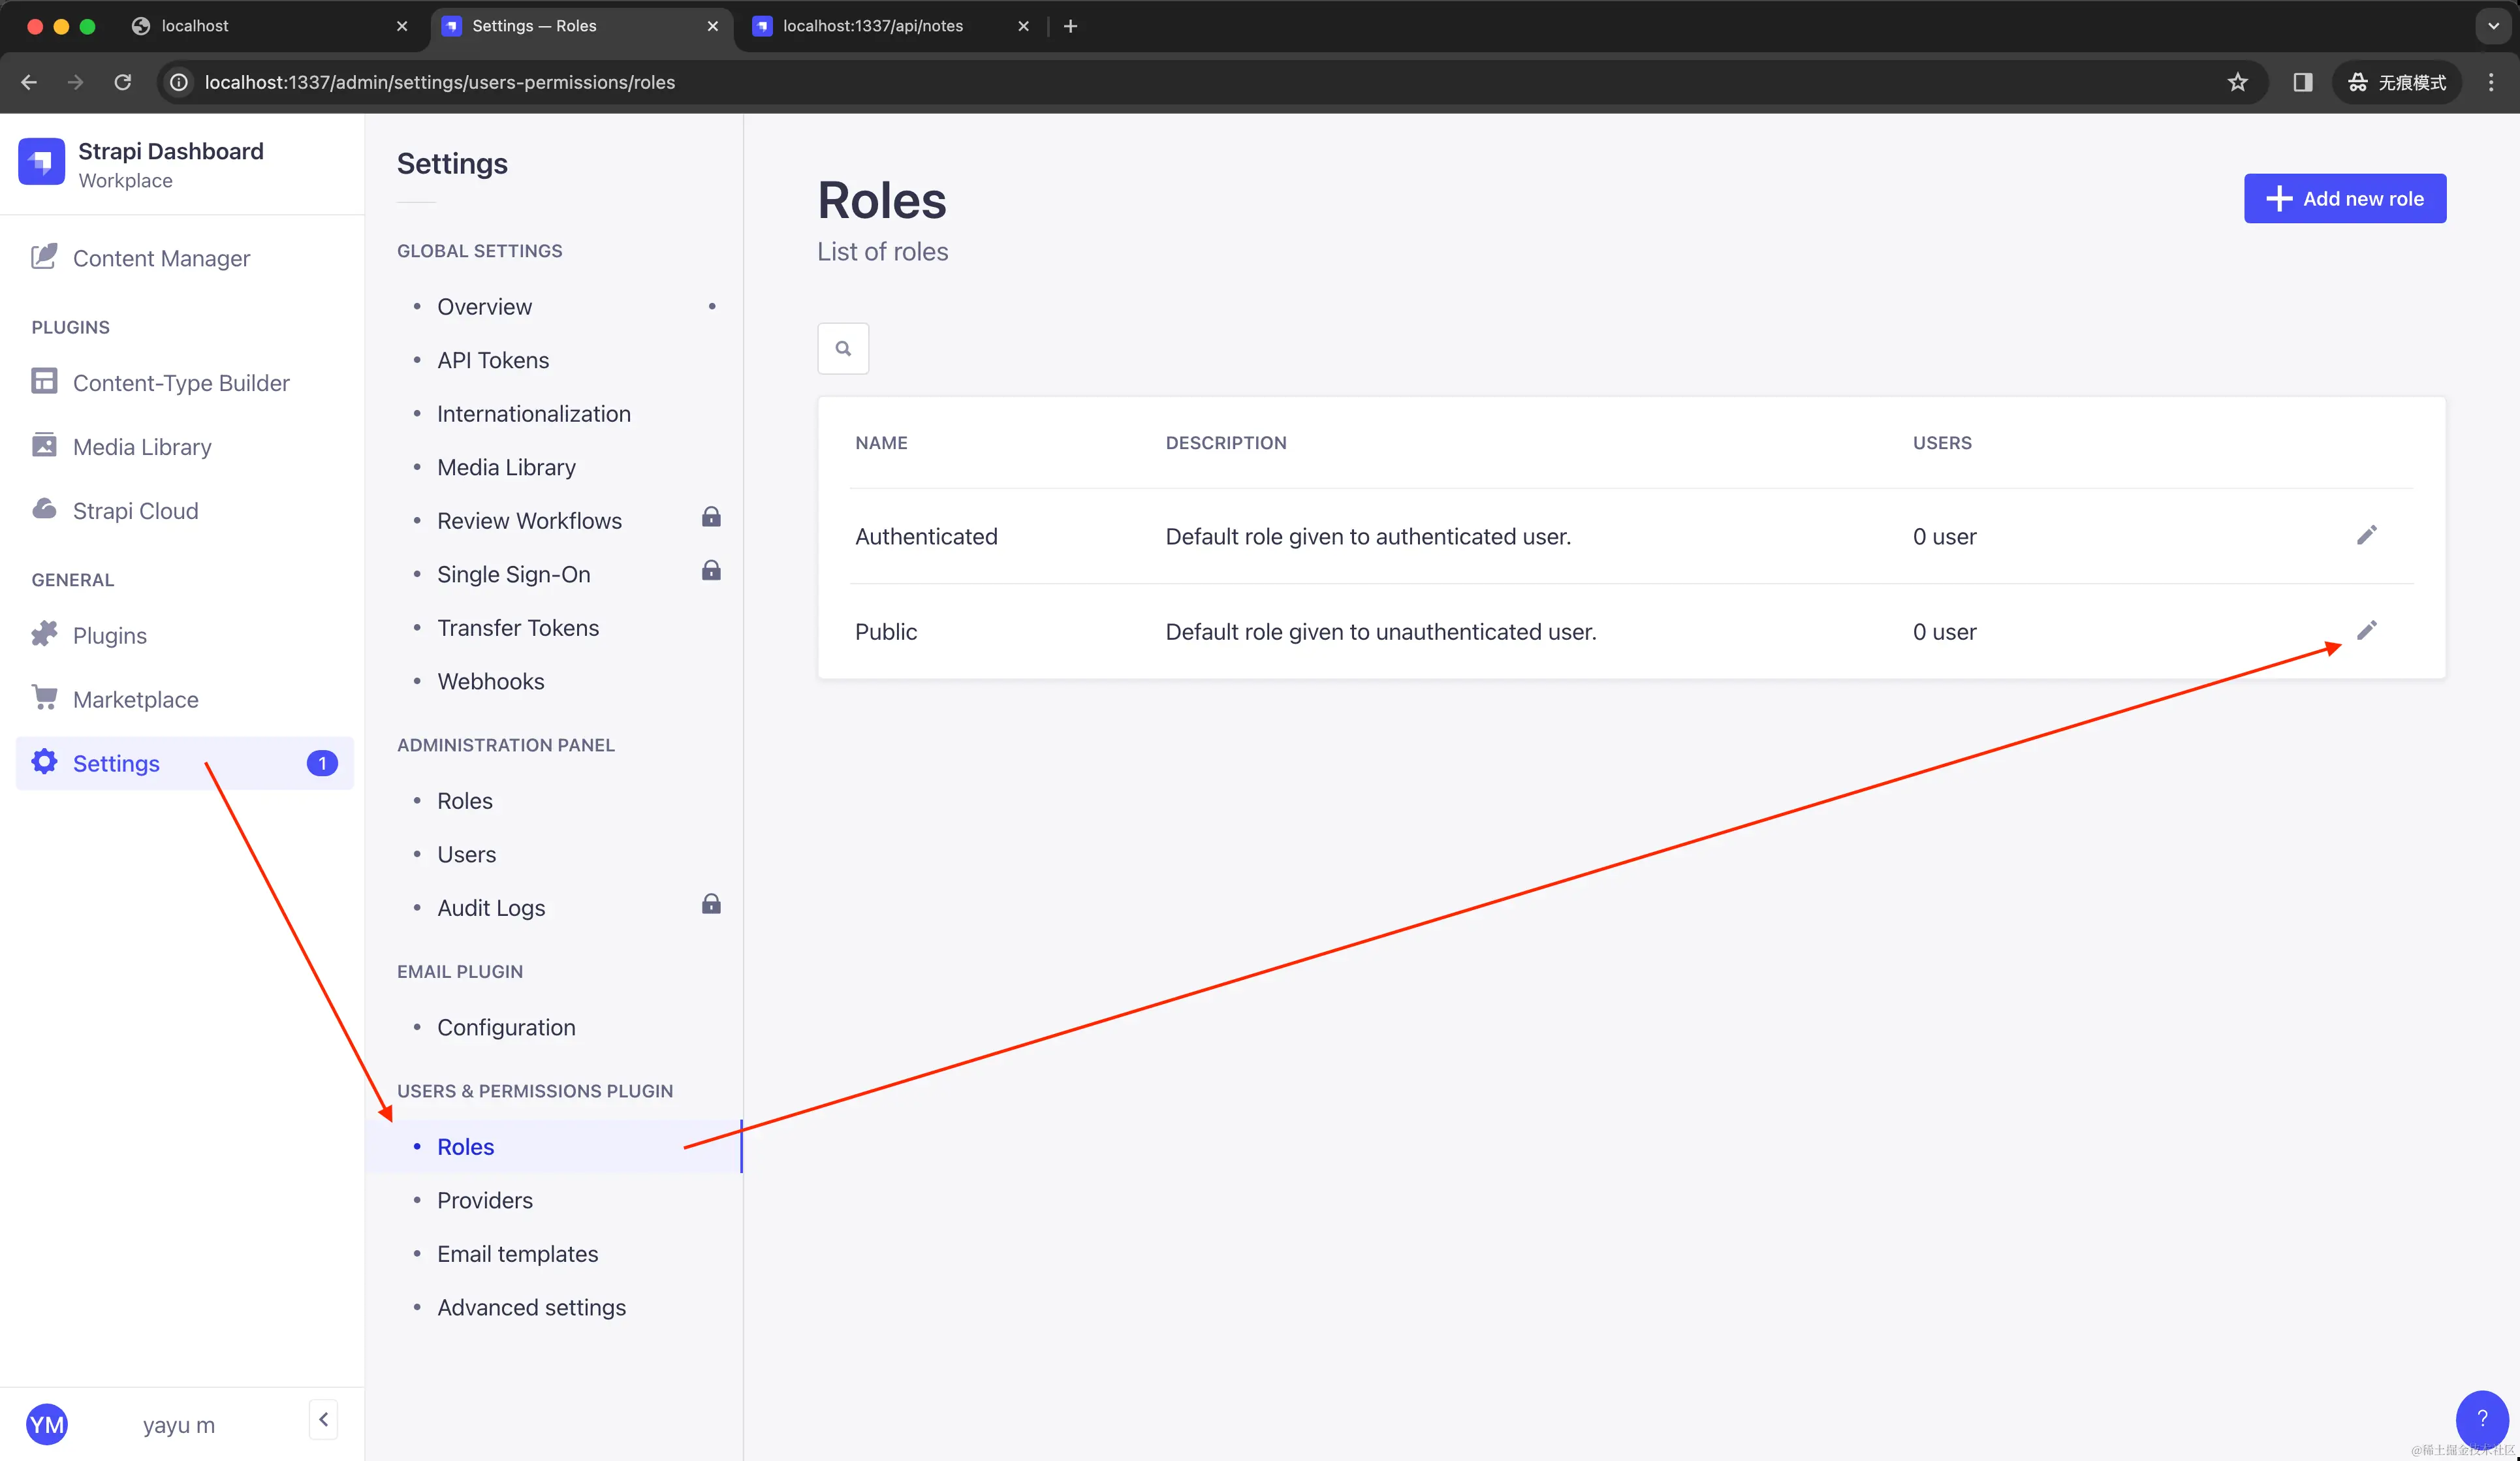 localhost
Settings — Roles
localhost:1337/api/notes
localhost:1337/admin/settings/users-permissions/roles
无痕模式
Strapi Dashboard
Workplace
Content Manager
PLUGINS
Content-Type Builder
Media Library
Strapi Cloud
GENERAL
Plugins
Marketplace
Settings
1
YM
yayu m
Settings
GLOBAL SETTINGS
Overview
API Tokens
Internationalization
Media Library
Review Workflows
Single Sign-On
Transfer Tokens
Webhooks
ADMINISTRATION PANEL
Roles
Users
Audit Logs
EMAIL PLUGIN
Configuration
USERS & PERMISSIONS PLUGIN
Roles
Providers
Email templates
Advanced settings
Roles
List of roles
Add new role
NAME DESCRIPTION USERS
Authenticated Default role given to authenticated user. 0 user
Public Default role given to unauthenticated user. 0 user
?
@稀土掘金技术社区